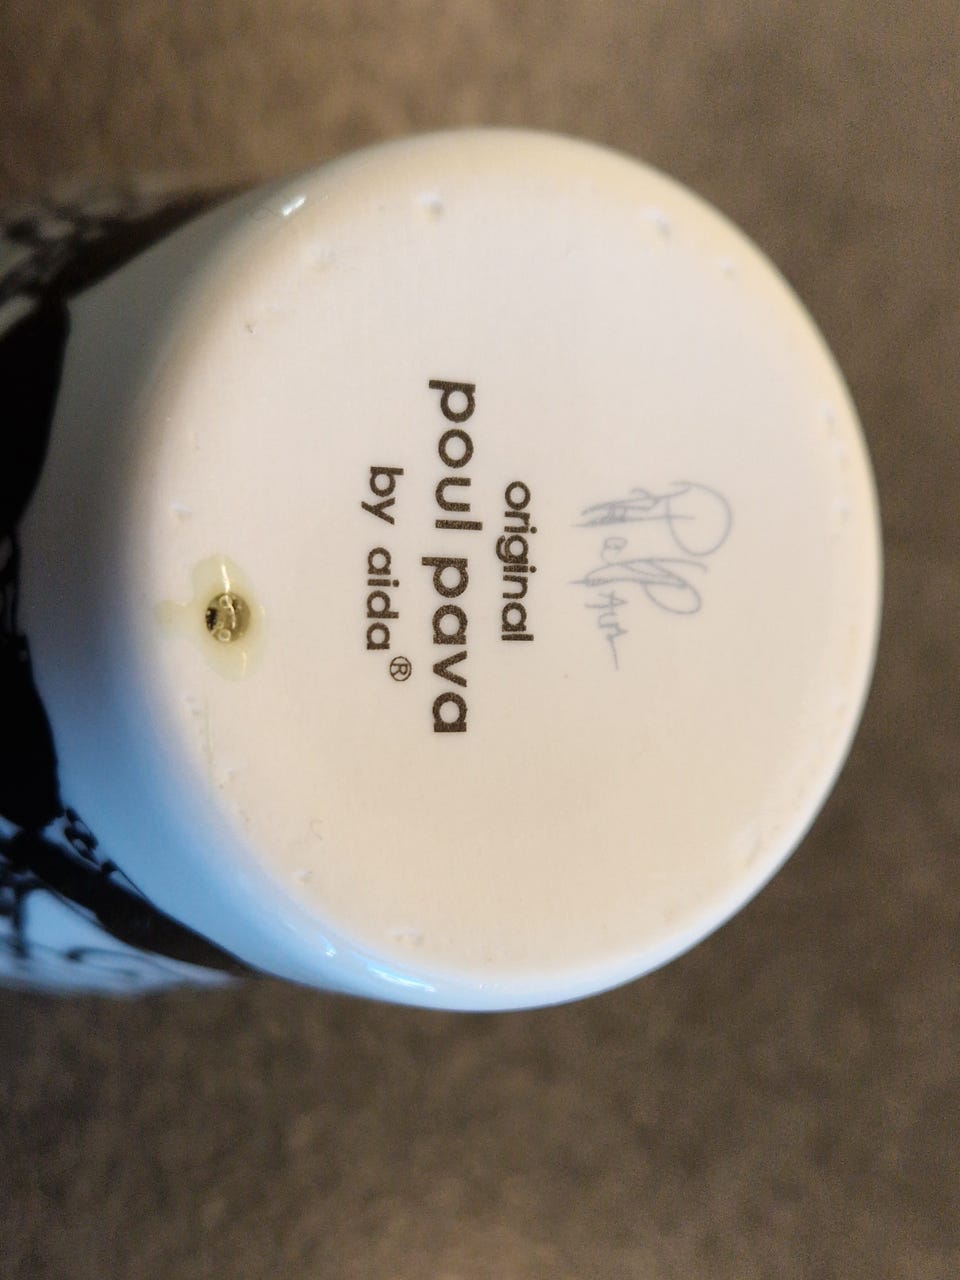 original
poul pava
by aida®